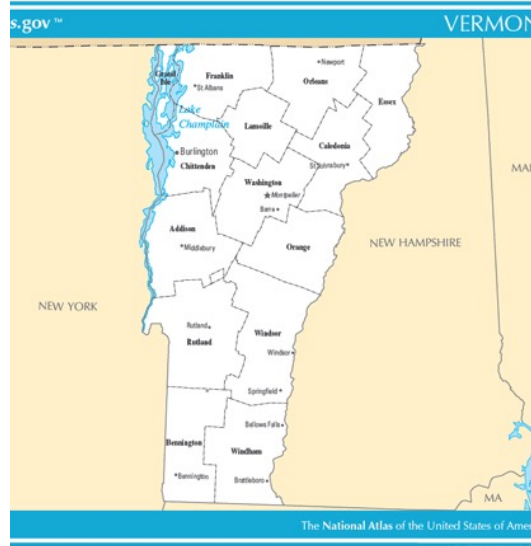 s.gov ™
VERMON
Grand
Isle
Franklin
St Albans
Newport
Orleans
Essex
Lake
Champlain
Lamoille
Caledonia
Burlington
Chittenden
St Johnsbury
Washington
Montpelier
Barre
MA
Addison
Middlebury
Orange
NEW HAMPSHIRE
NEW YORK
Rutland
Rutland
Windsor
Windsor
Springfield
Bellows Falls
Bennington
Windham
Bennington
Brattleboro
MA
The National Atlas of the United States of Amer